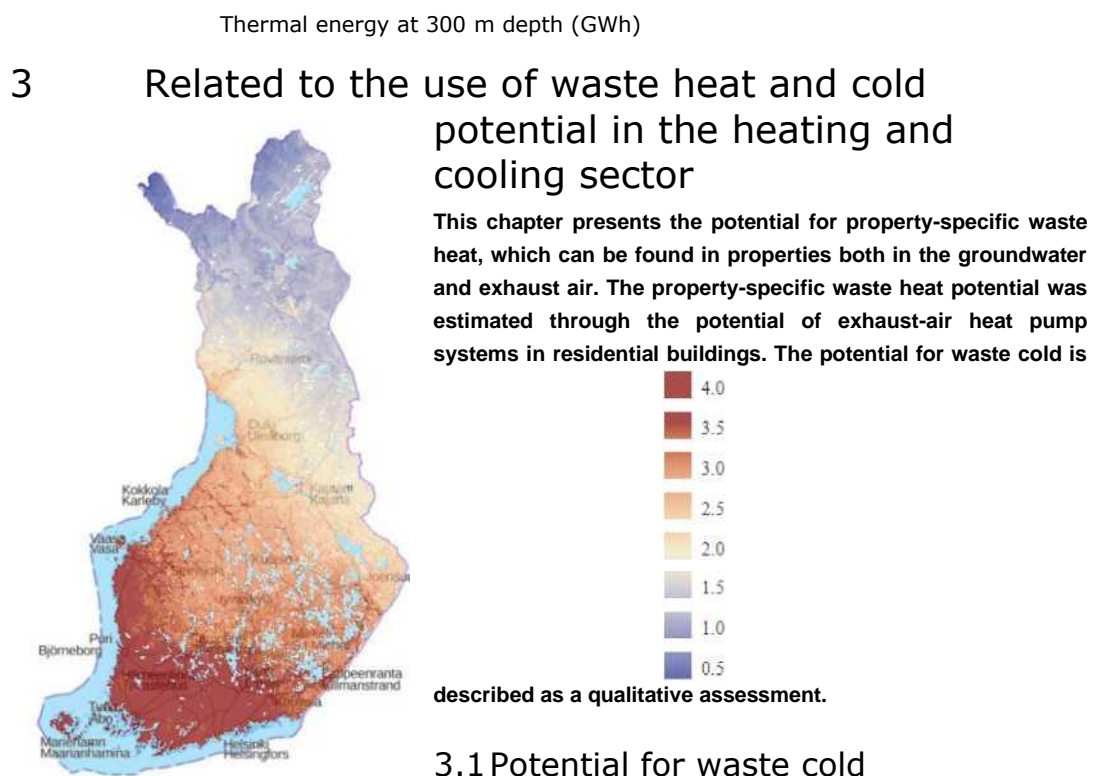 Thermal energy at 300 m depth (GWh)
3 Related to the use of waste heat and cold
potential in the heating and
cooling sector
This chapter presents the potential for property-specific waste
heat, which can be found in properties both in the groundwater
and exhaust air. The property-specific waste heat potential was
estimated through the potential of exhaust-air heat pump
systems in residential buildings. The potential for waste cold is
4.0
3.5
3.0
2.5
2.0
1.5
1.0
0.5
described as a qualitative assessment.
3.1 Potential for waste cold
Rovaniemi
Oulu
Uleåborg
Kokkola
Karleby
Kajaani
Kajana
Vaasa
Vasa
Kuopio
Joensuu
Pori
Björneborg
Lappeenranta
Villmanstrand
Kouvola
Turku
Åbo
Maarianhamina
Helsinki
Helsingfors